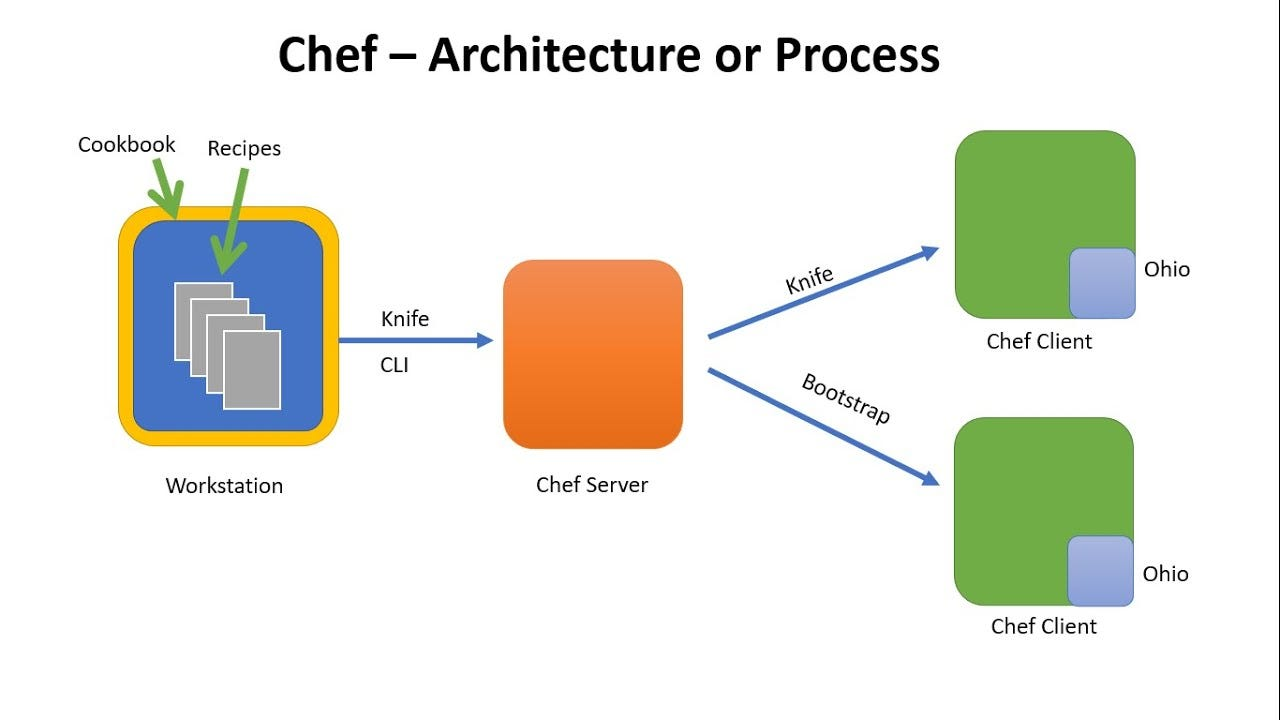 Chef – Architecture or Process
Cookbook
Recipes
Knife
CLI
Workstation
Chef Server
Knife
Bootstrap
Ohio
Chef Client
Ohio
Chef Client